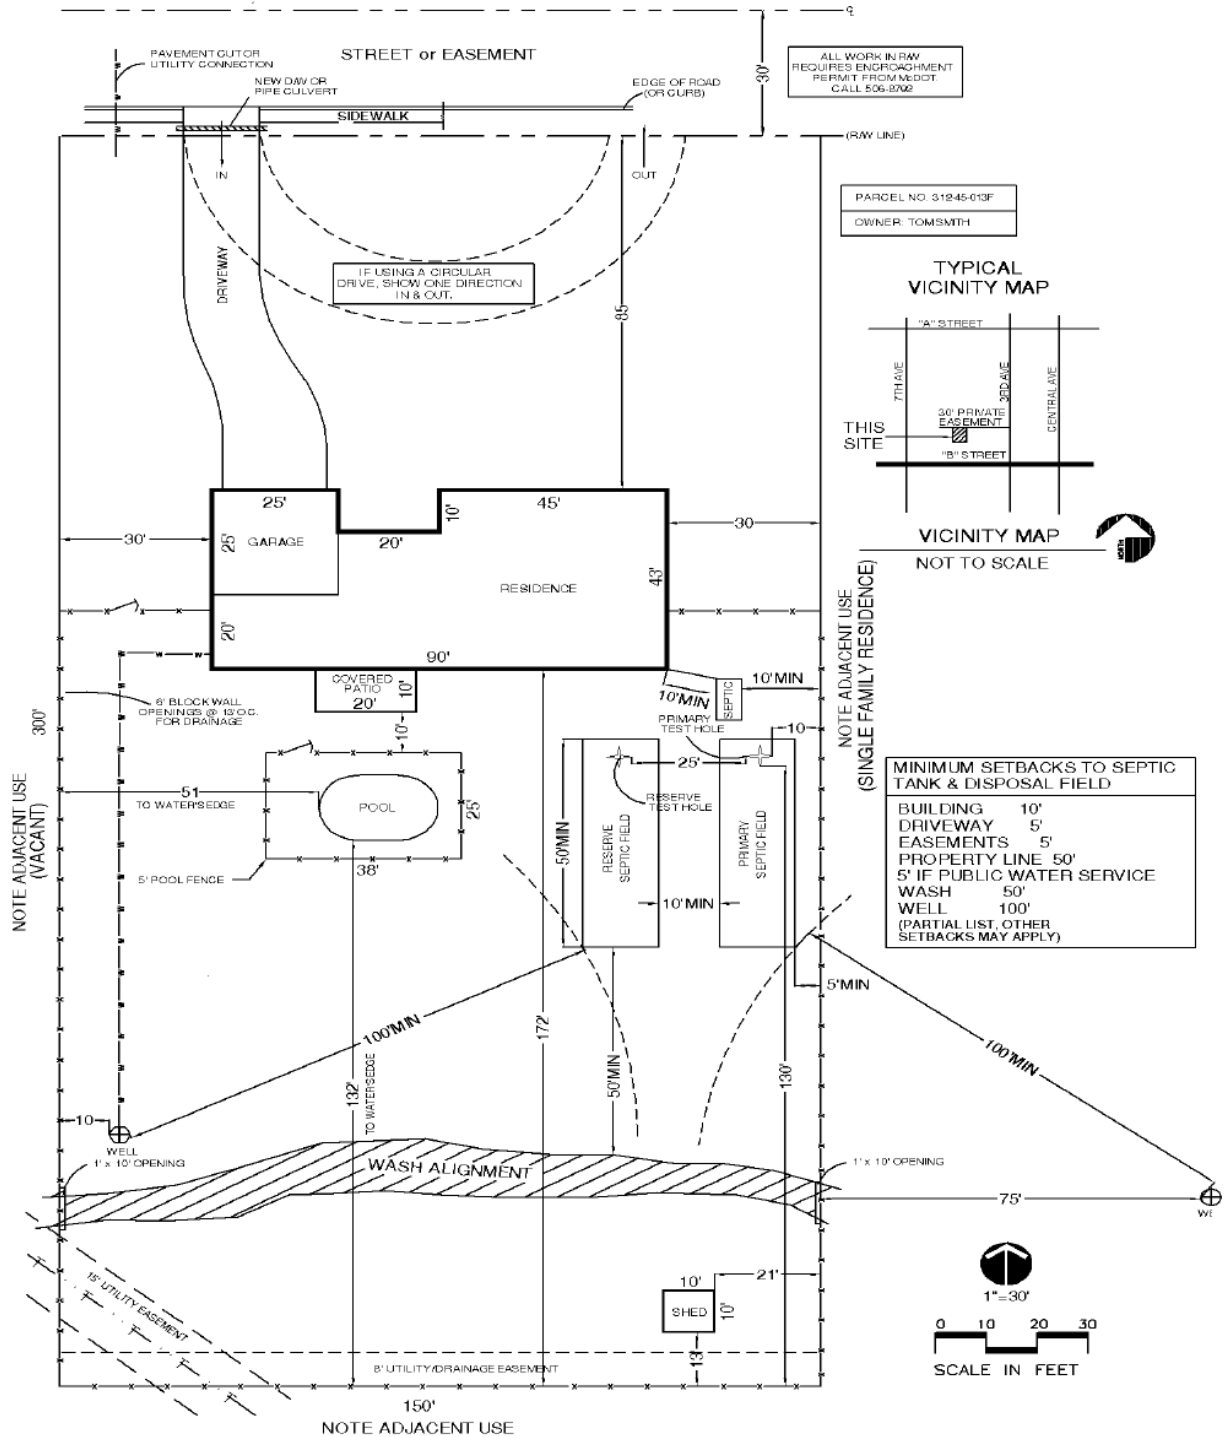 ℄
PAVEMENT CUT OR
UTILITY CONNECTION
STREET or EASEMENT
30'
ALL WORK IN R/W
REQUIRES ENCROACHMENT
PERMIT FROM McDOT.
CALL 506-8792
NEW D/W OR
PIPE CULVERT
EDGE OF ROAD
(OR CURB)
SIDEWALK
(R/W LINE)
IN
OUT
PARCEL NO. 312-45-013F
OWNER: TOM SMITH
DRIVEWAY
IF USING A CIRCULAR
DRIVE, SHOW ONE DIRECTION
IN & OUT.
85'
TYPICAL
VICINITY MAP
"A" STREET
7TH AVE
3RD AVE
CENTRAL AVE
30' PRIVATE
EASEMENT
THIS
SITE
"B" STREET
VICINITY MAP
NOT TO SCALE
25'
10'
45'
30'
25'
GARAGE
20'
30
RESIDENCE
43'
20'
90'
NOTE ADJACENT USE
(SINGLE FAMILY RESIDENCE)
COVERED
PATIO
20'
10'
10'MIN
SEPTIC
10'MIN
6' BLOCK WALL
OPENINGS @ 13' O.C.
FOR DRAINAGE
300'
10'
PRIMARY
TEST HOLE
10
25'
51
TO WATER'S EDGE
POOL
25'
38'
5' POOL FENCE
NOTE ADJACENT USE
(VACANT)
50'MIN
RESERVE
TEST HOLE
RESERVE
SEPTIC FIELD
PRIMARY
SEPTIC FIELD
10'MIN
MINIMUM SETBACKS TO SEPTIC
TANK & DISPOSAL FIELD
BUILDING 10'
DRIVEWAY 5'
EASEMENTS 5'
PROPERTY LINE 50'
5' IF PUBLIC WATER SERVICE
WASH 50'
WELL 100'
(PARTIAL LIST, OTHER
SETBACKS MAY APPLY)
5'MIN
100'MIN
172'
100'MIN
132'
TO WATER'S EDGE
50'MIN
130'
10
WELL
1' x 10' OPENING
WASH ALIGNMENT
1' x 10' OPENING
75'
WE
15' UTILITY EASEMENT
10'
21'
SHED
10'
13'
1"=30'
0 10 20 30
SCALE IN FEET
8' UTILITY/DRAINAGE EASEMENT
150'
NOTE ADJACENT USE